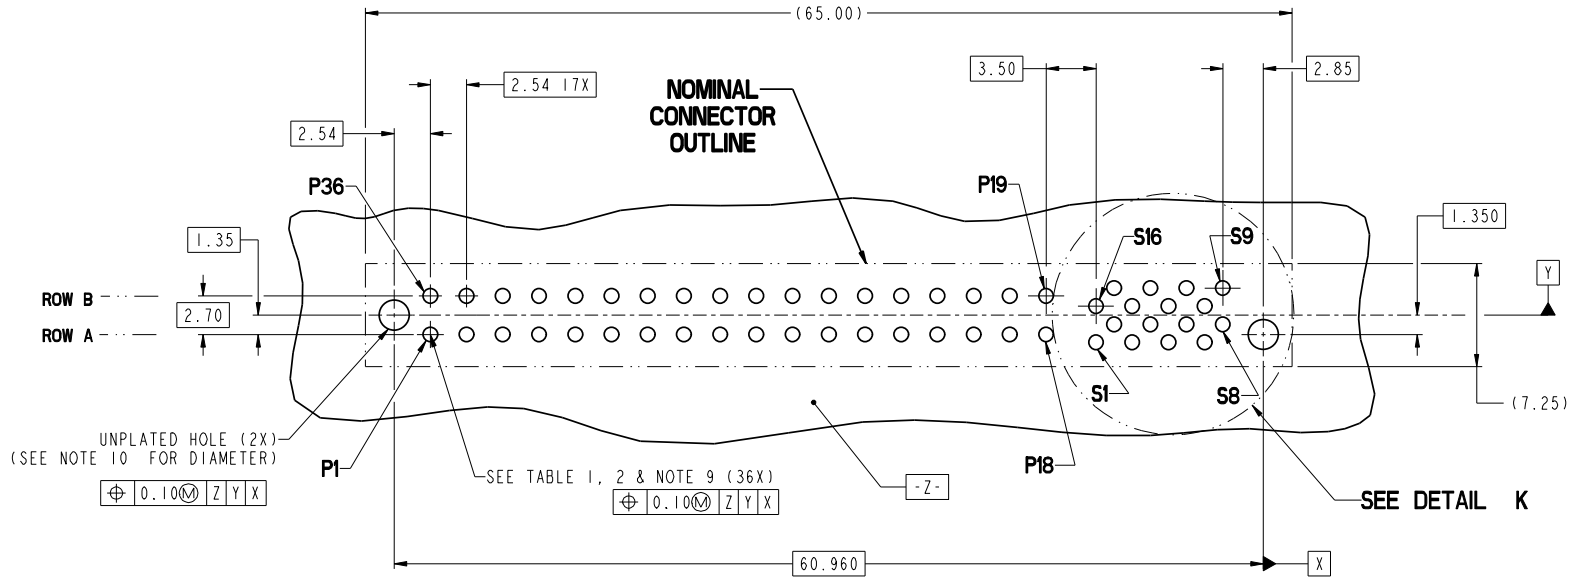 (65.00)
3.50
2.85
2.54 17X
NOMINAL
CONNECTOR
OUTLINE
2.54
P36
P19
1.350
1.35
S16
S9
Y
ROW B
2.70
ROW A
S1
S8
(7.25)
UNPLATED HOLE (2X)
(SEE NOTE 10 FOR DIAMETER)
P1
SEE TABLE 1, 2 & NOTE 9 (36X)
P18
-Z-
⌖ 0.10Ⓜ Z Y X
⌖ 0.10Ⓜ Z Y X
SEE DETAIL K
60.960
X